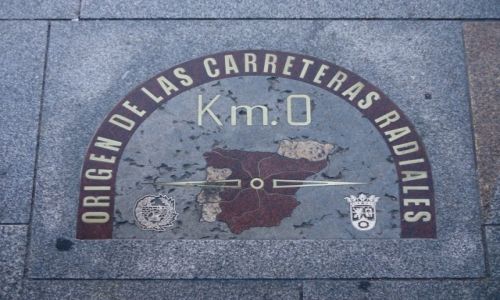 ORIGEN DE LAS CARRETERAS RADIALES
Km.0